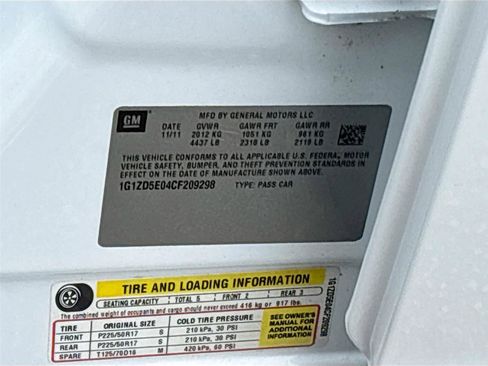 GM
MFD BY GENERAL MOTORS LLC
DATE GVWR GAWR FRT GAWR RR
11/11 2012 KG 1051 KG 961 KG
4437 LB 2318 LB 2118 LB
THIS VEHICLE CONFORMS TO ALL APPLICABLE U.S. FEDERAL MOTOR
VEHICLE SAFETY, BUMPER, AND THEFT PREVENTION STANDARDS IN
EFFECT ON THE DATE OF MANUFACTURE SHOWN ABOVE.
1G1ZD5E04CF209298 TYPE: PASS CAR
TIRE AND LOADING INFORMATION
SEATING CAPACITY TOTAL 5 FRONT 2 REAR 3
The combined weight of occupants and cargo should never exceed 416 kg or 917 lbs.
TIRE ORIGINAL SIZE COLD TIRE PRESSURE
FRONT P225/50R17 S 210 kPa, 30 PSI
REAR P225/50R17 S 210 kPa, 30 PSI
SPARE T125/70D16 M 420 kPa, 60 PSI
SEE OWNER'S
MANUAL FOR
ADDITIONAL
INFORMATION
1G1ZD5E04CF209298